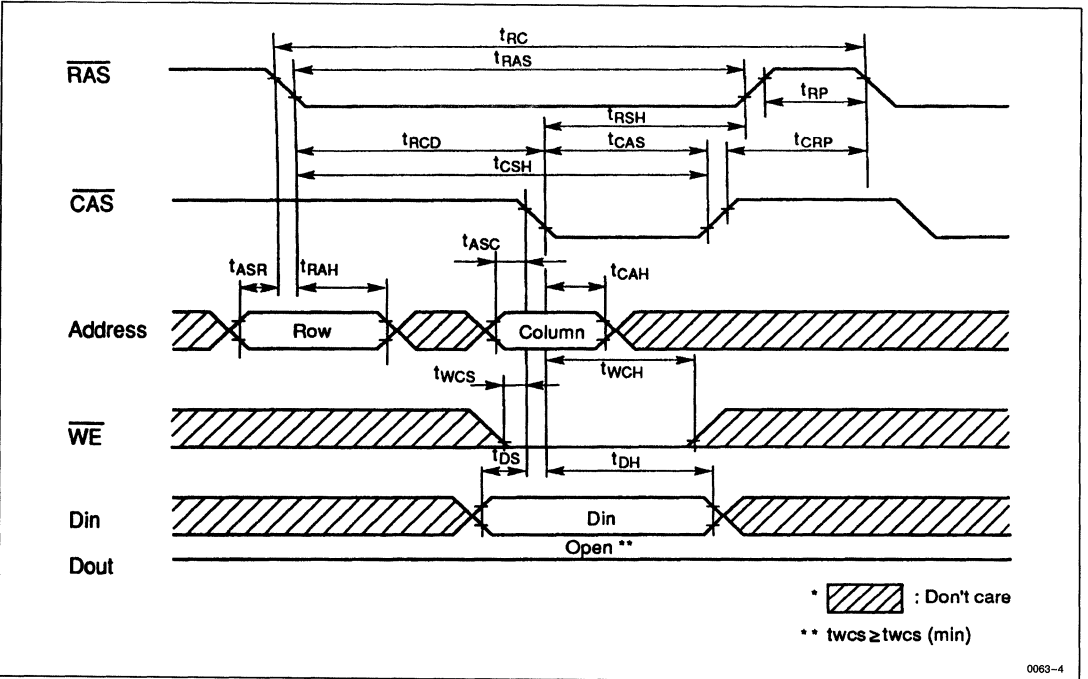 tRC
RAS
tRAS
tRP
tRSH
tRCD
tCAS
tCRP
tCSH
CAS
tASC
tASR
tRAH
tCAH
Address
Row
Column
tWCS
tWCH
WE
tDS
tDH
Din
Din
Open **
Dout
* : Don't care
** twcs≥twcs (min)
0063–4